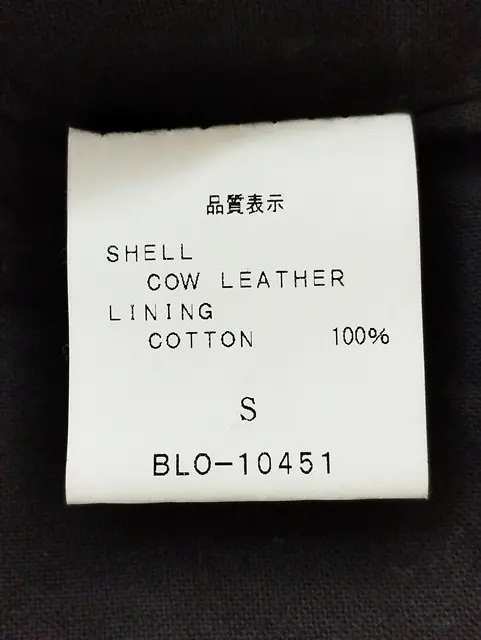 品質表示
SHELL
COW LEATHER
LINING
COTTON 100%
S
BLO-10451